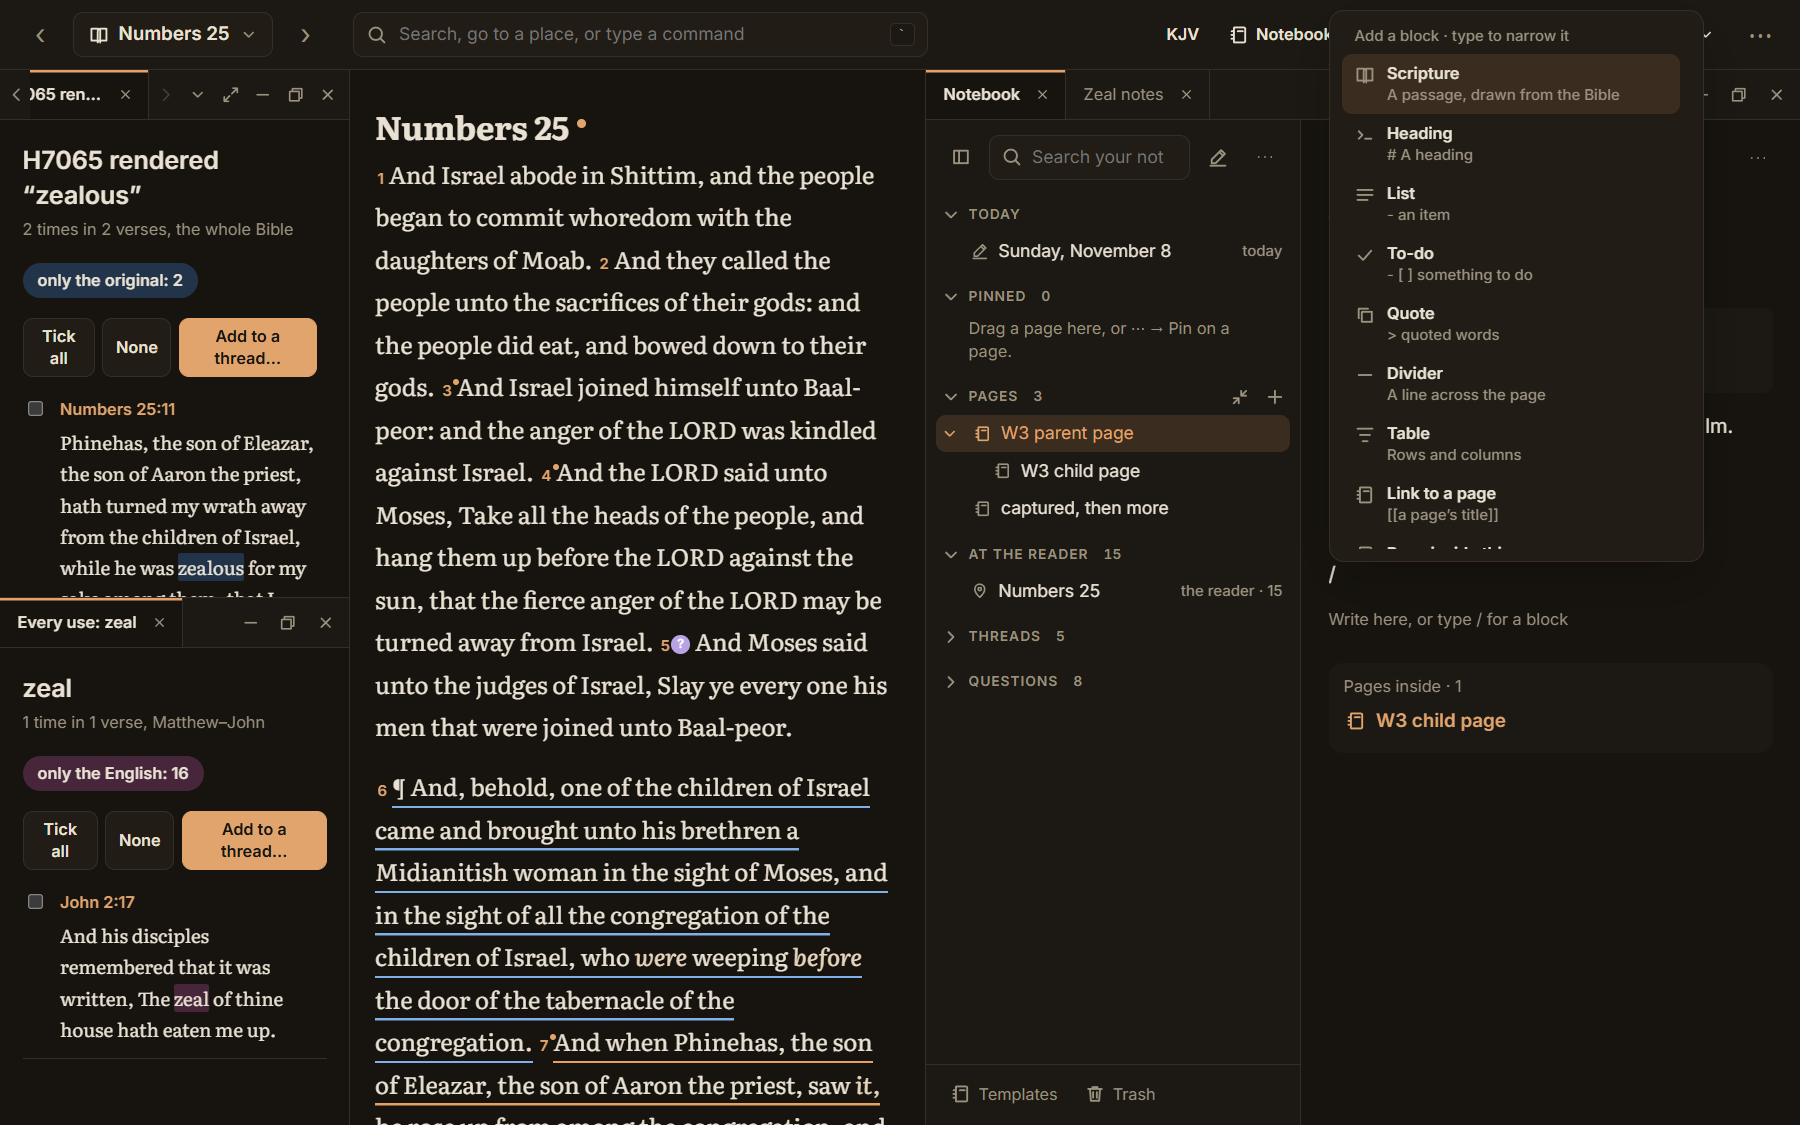 Numbers 25
Search, go to a place, or type a command
`
KJV
Notebook
065 ren...
H7065 rendered
“zealous”
2 times in 2 verses, the whole Bible
only the original: 2
Tick
all
None
Add to a
thread...
Numbers 25:11
Phinehas, the son of Eleazar,
the son of Aaron the priest,
hath turned my wrath away
from the children of Israel,
while he was zealous for my
Every use: zeal
zeal
1 time in 1 verse, Matthew–John
only the English: 16
Tick
all
None
Add to a
thread...
John 2:17
And his disciples
remembered that it was
written, The zeal of thine
house hath eaten me up.
Numbers 25
1 And Israel abode in Shittim, and the people
began to commit whoredom with the
daughters of Moab. 2 And they called the
people unto the sacrifices of their gods: and
the people did eat, and bowed down to their
gods. 3 And Israel joined himself unto Baal-
peor: and the anger of the LORD was kindled
against Israel. 4 And the LORD said unto
Moses, Take all the heads of the people, and
hang them up before the LORD against the
sun, that the fierce anger of the LORD may be
turned away from Israel. 5 ? And Moses said
unto the judges of Israel, Slay ye every one his
men that were joined unto Baal-peor.
6 ¶ And, behold, one of the children of Israel
came and brought unto his brethren a
Midianitish woman in the sight of Moses, and
in the sight of all the congregation of the
children of Israel, who were weeping before
the door of the tabernacle of the
congregation. 7 And when Phinehas, the son
of Eleazar, the son of Aaron the priest, saw it,
he rose up from among the congregation, and
Notebook
Zeal notes
Search your not
TODAY
Sunday, November 8
today
PINNED 0
Drag a page here, or ··· → Pin on a
page.
PAGES 3
W3 parent page
W3 child page
captured, then more
AT THE READER 15
Numbers 25
the reader · 15
THREADS 5
QUESTIONS 8
Templates
Trash
Add a block · type to narrow it
Scripture
A passage, drawn from the Bible
Heading
# A heading
List
- an item
To-do
- [ ] something to do
Quote
> quoted words
Divider
A line across the page
Table
Rows and columns
Link to a page
[[a page’s title]]
lm.
/
Write here, or type / for a block
Pages inside · 1
W3 child page